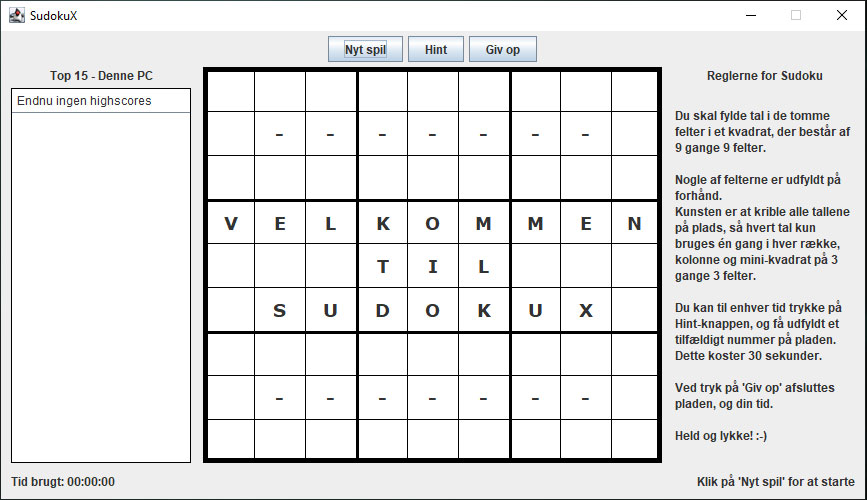 SudokuX
Nyt spil Hint Giv op
Top 15 - Denne PC
Endnu ingen highscores
- - - - - - -
V E L K O M M E N
T I L
S U D O K U X
- - - - - - -
Reglerne for Sudoku
Du skal fylde tal i de tomme
felter i et kvadrat, der består af
9 gange 9 felter.
Nogle af felterne er udfyldt på
forhånd.
Kunsten er at krible alle tallene
på plads, så hvert tal kun
bruges én gang i hver række,
kolonne og mini-kvadrat på 3
gange 3 felter.
Du kan til enhver tid trykke på
Hint-knappen, og få udfyldt et
tilfældigt nummer på pladen.
Dette koster 30 sekunder.
Ved tryk på 'Giv op' afsluttes
pladen, og din tid.
Held og lykke! :-)
Tid brugt: 00:00:00
Klik på 'Nyt spil' for at starte